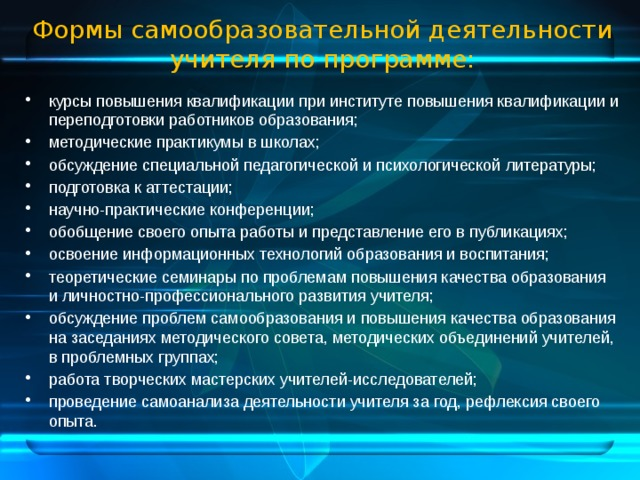 Формы самообразовательной деятельности
учителя по программе:
• курсы повышения квалификации при институте повышения квалификации и
переподготовки работников образования;
• методические практикумы в школах;
• обсуждение специальной педагогической и психологической литературы;
• подготовка к аттестации;
• научно-практические конференции;
• обобщение своего опыта работы и представление его в публикациях;
• освоение информационных технологий образования и воспитания;
• теоретические семинары по проблемам повышения качества образования
и личностно-профессионального развития учителя;
• обсуждение проблем самообразования и повышения качества образования
на заседаниях методического совета, методических объединений учителей,
в проблемных группах;
• работа творческих мастерских учителей-исследователей;
• проведение самоанализа деятельности учителя за год, рефлексия своего
опыта.